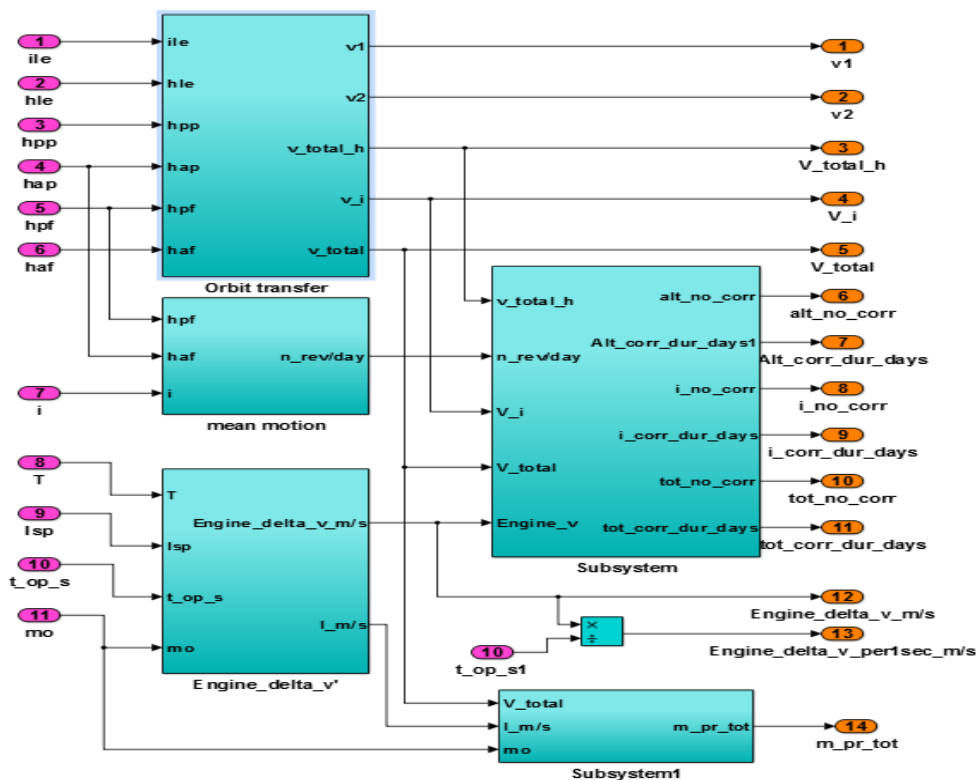 1
ile
2
hle
3
hpp
4
hap
5
hpf
6
haf
ile
hle
hpp
hap
hpf
haf
v1
v2
v_total_h
v_i
v_total
Orbit transfer
1
v1
2
v2
3
V_total_h
4
V_i
5
V_total
7
i
hpf
haf
i
n_rev/day
mean motion
v_total_h
n_rev/day
V_i
V_total
Engine_v
alt_no_corr
Alt_corr_dur_days1
i_no_corr
i_corr_dur_days
tot_no_corr
tot_corr_dur_days
Subsystem
6
alt_no_corr
7
Alt_corr_dur_days
8
i_no_corr
9
i_corr_dur_days
10
tot_no_corr
11
tot_corr_dur_days
8
T
9
Isp
10
t_op_s
11
mo
T
Isp
t_op_s
mo
Engine_delta_v_m/s
I_m/s
Engine_delta_v'
10
t_op_s1
×
÷
12
Engine_delta_v_m/s
13
Engine_delta_v_per1sec_m/s
V_total
I_m/s
mo
m_pr_tot
Subsystem1
14
m_pr_tot